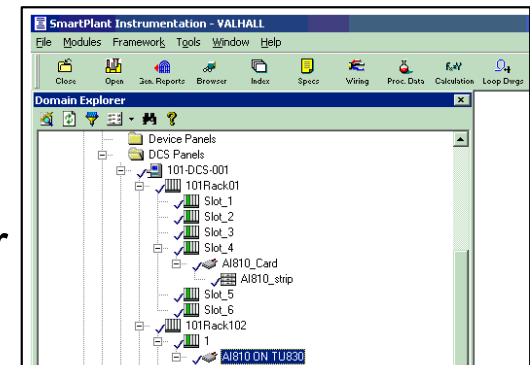 SmartPlant Instrumentation - VALHALL
File Modules Framework Tools Window Help
Close Open Gen. Reports Browser Index Specs Wiring Proc. Data Calculation Loop Dwgs
Domain Explorer
Device Panels
DCS Panels
101-DCS-001
101Rack01
Slot_1
Slot_2
Slot_3
Slot_4
AI810_Card
AI810_strip
Slot_5
Slot_6
101Rack102
1
AI810 ON TU830